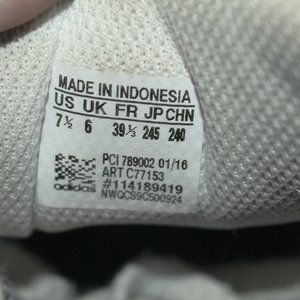 MADE IN INDONESIA
US UK FR JP CHN
7½ 6 39⅓ 245 240
PCI 789002 01/16
ART C77153
adidas #114189419
NWQCS9C500924